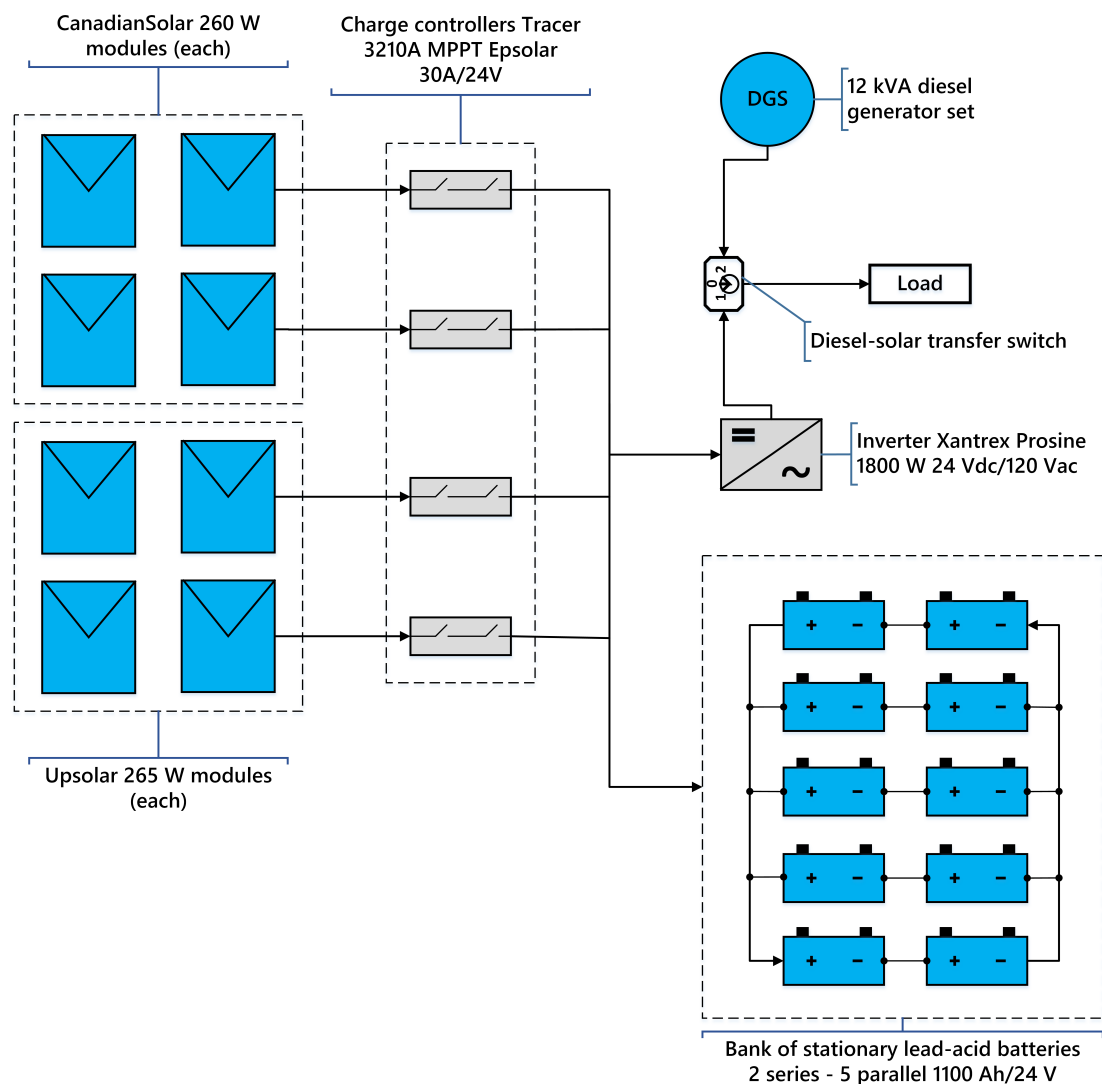 CanadianSolar 260 W
modules (each)
Charge controllers Tracer
3210A MPPT Epsolar
30A/24V
DGS
12 kVA diesel
generator set
1 0 2
Load
Diesel-solar transfer switch
Inverter Xantrex Prosine
1800 W 24 Vdc/120 Vac
Upsolar 265 W modules
(each)
+ - + -
+ - + -
+ - + -
+ - + -
+ - + -
Bank of stationary lead-acid batteries
2 series - 5 parallel 1100 Ah/24 V